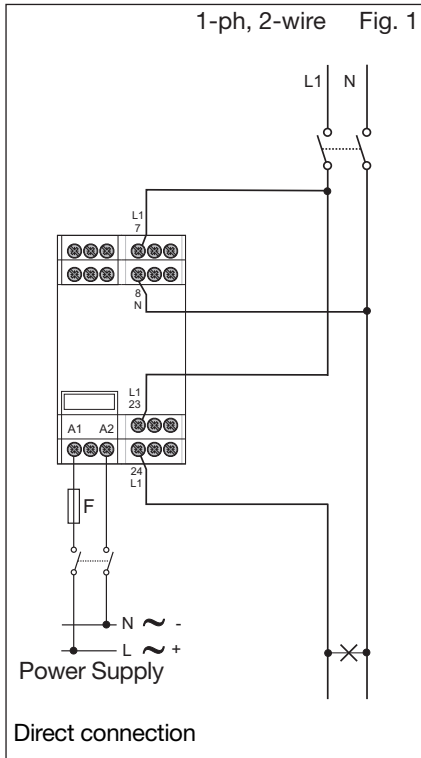 1-ph, 2-wire Fig. 1
L1 N
L1
7
8
N
L1
23
A1 A2
24
L1
F
N ~ -
L ~ +
Power Supply
Direct connection